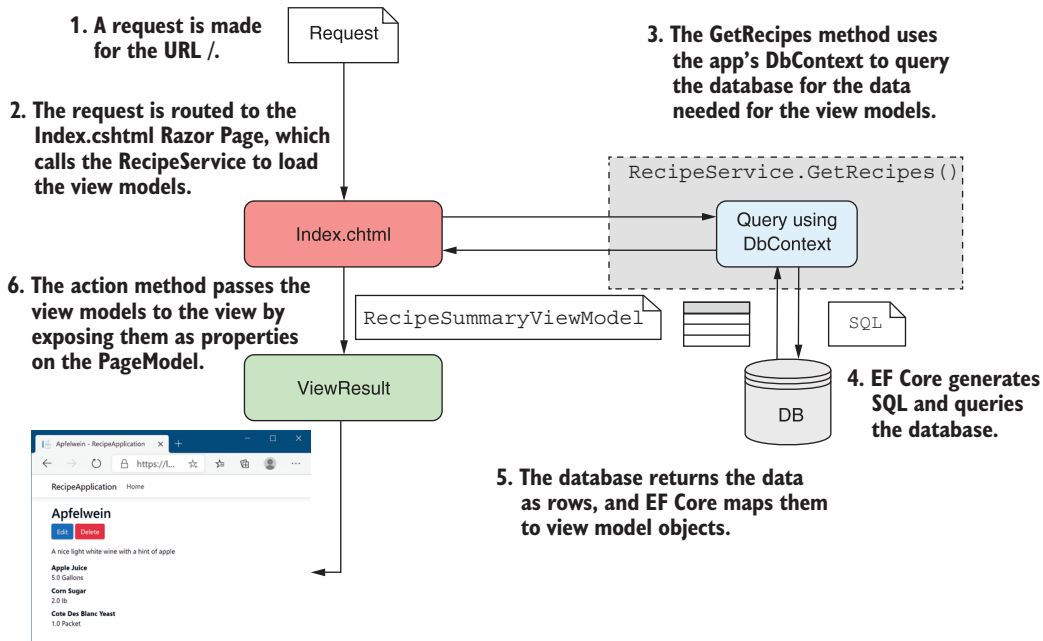 1. A request is made
for the URL /.
Request
3. The GetRecipes method uses
the app's DbContext to query
the database for the data
needed for the view models.
2. The request is routed to the
Index.cshtml Razor Page, which
calls the RecipeService to load
the view models.
RecipeService.GetRecipes()
Index.chtml
Query using
DbContext
6. The action method passes the
view models to the view by
exposing them as properties
on the PageModel.
RecipeSummaryViewModel
SQL
ViewResult
DB
4. EF Core generates
SQL and queries
the database.
5. The database returns the data
as rows, and EF Core maps them
to view model objects.
Apfelwein - RecipeApplication
https://l...
RecipeApplication Home
Apfelwein
Edit Delete
A nice light white wine with a hint of apple
Apple Juice
5.0 Gallons
Corn Sugar
2.0 lb
Cote Des Blanc Yeast
1.0 Packet